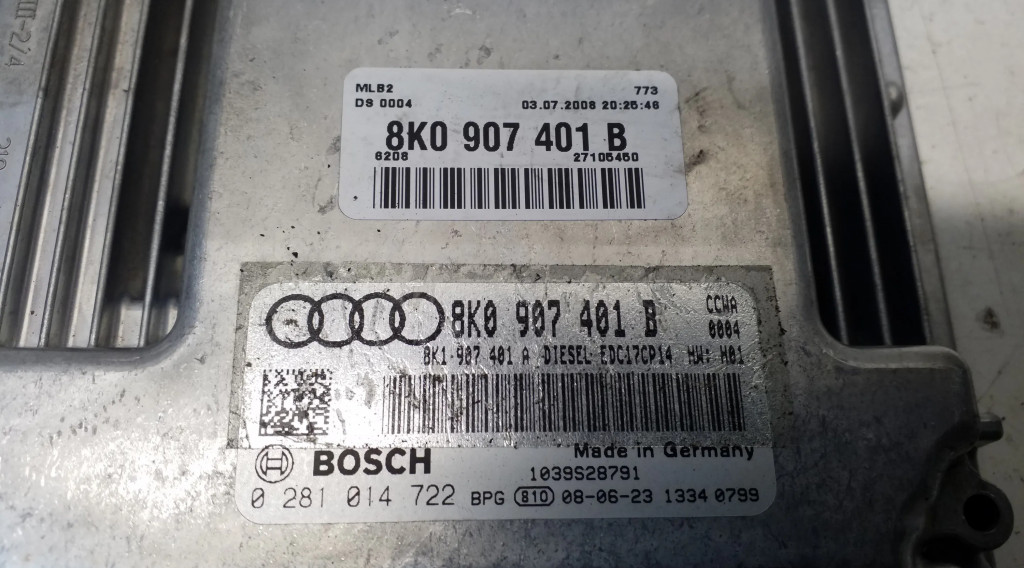 MLB2 773
DS 0004 03.07.2008 20:25:46
8K0 907 401 B
6208 27105450
8K0 907 401 B CCWA
0004
8K1 907 401 A DIESEL EDC17CP14 HW: H01
Made in Germany
BOSCH 1039S28791
0 281 014 722 BPG 810 08-06-23 1334 0799